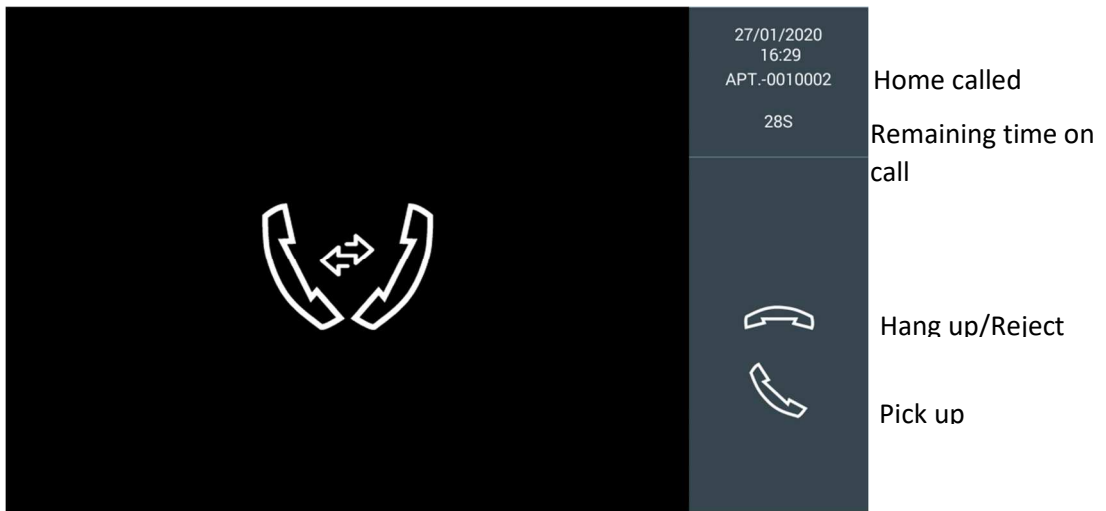 27/01/2020
16:29
APT.-0010002
Home called
28S
Remaining time on
call
Hang up/Reject
Pick up